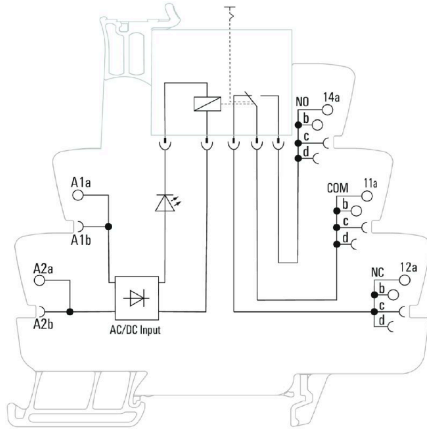 NO 14a
b
c
d
A1a
COM 11a
b
c
A1b
d
A2a
NC 12a
b
c
A2b
d
AC/DC Input